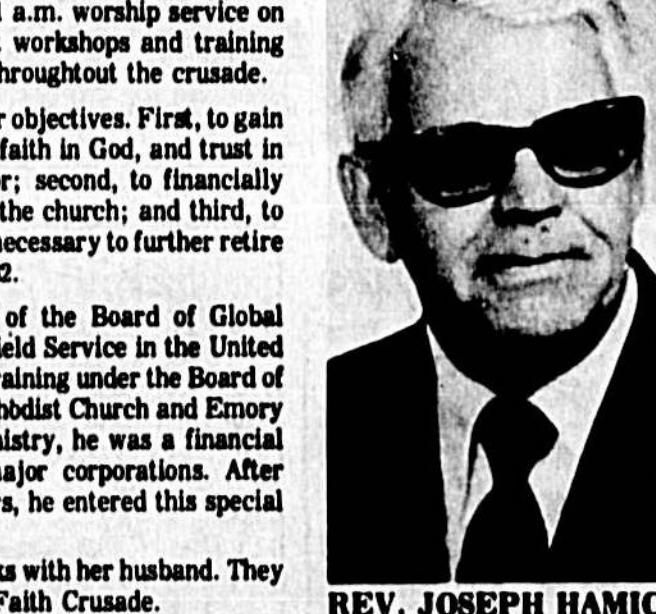 a.m. worship service on
workshops and training
hroughtout the crusade.
objectives. First, to gain
faith in God, and trust in
r; second, to financially
the church; and third, to
necessary to further retire
2.
of the Board of Global
ield Service in the United
raining under the Board of
hodist Church and Emory
nistry, he was a financial
major corporations. After
rs, he entered this special
ks with her husband. They
Faith Crusade.
REV. JOSEPH HAMIC